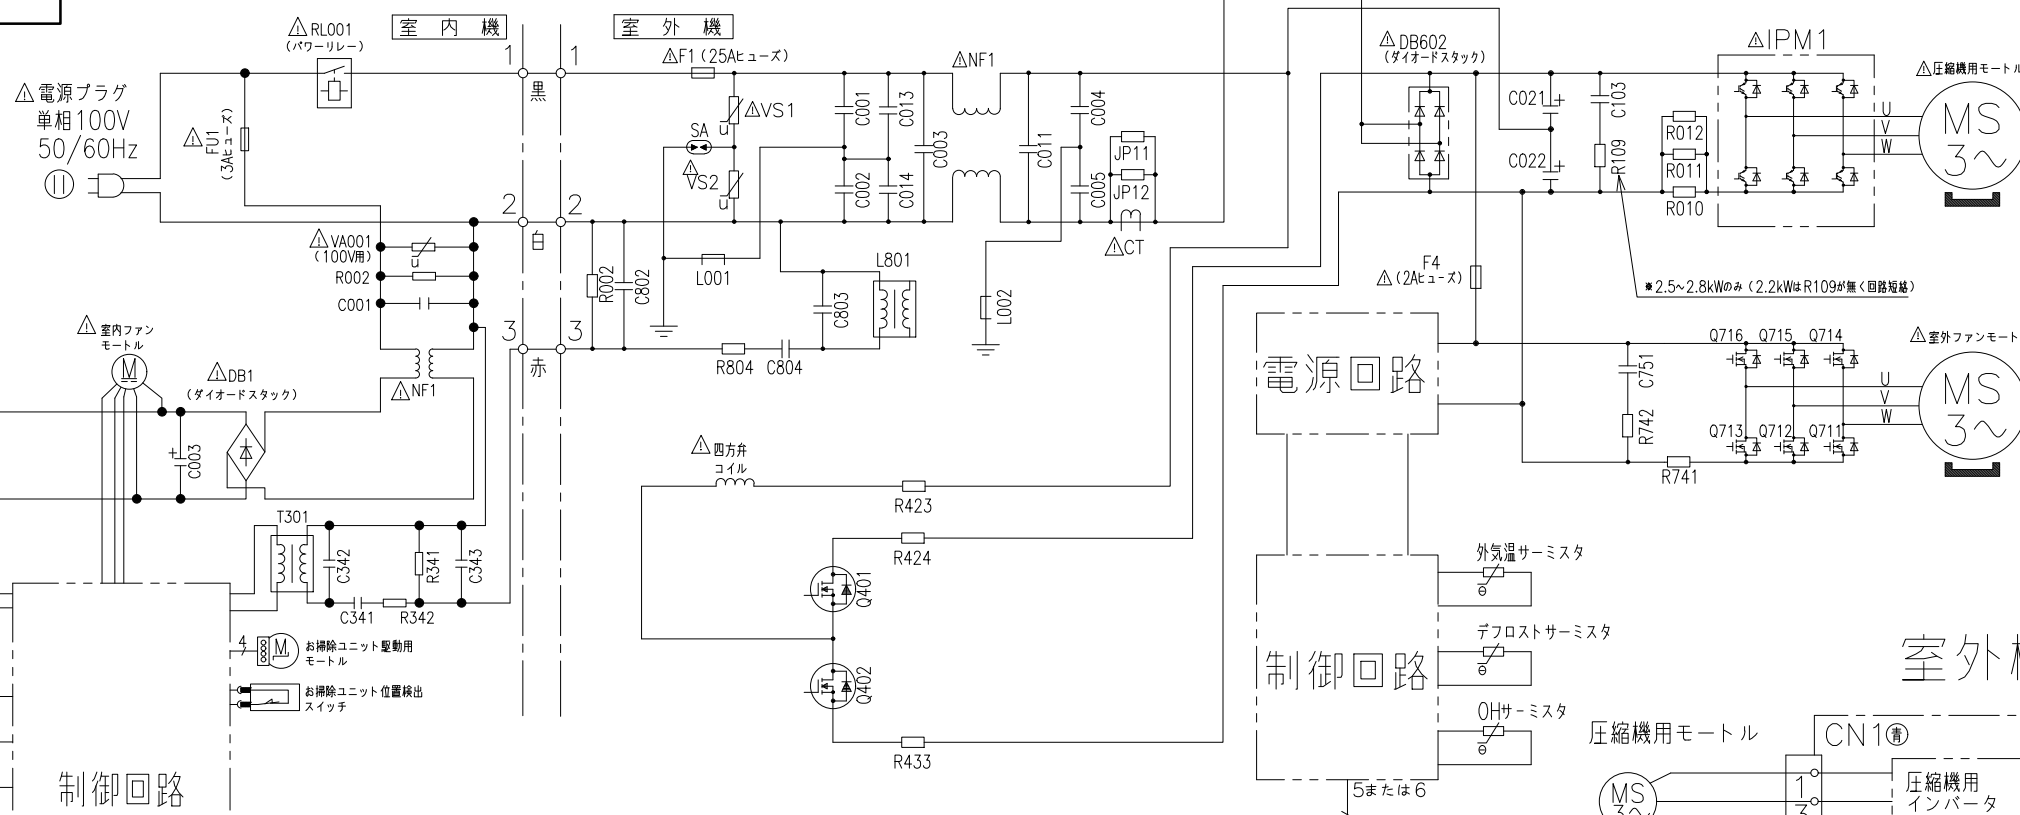 RL001
(パワーリレー)
室内機
室外機
1
1
F1(25Aヒューズ)
NF1
DB602
(ダイオードスタック)
IPM1
圧縮機用モートル
電源プラグ
単相100V
50/60Hz
FU1
(3Aヒューズ)
黒
VS1
SA
VS2
C001
C013
C003
C002
C014
C011
C004
C005
JP11
JP12
CT
C021
C022
C103
R109
R012
R011
R010
U
V
W
MS
3~
2
2
白
VA001
(100V用)
R002
C001
L001
R002
C802
L801
C803
L002
F4
(2Aヒューズ)
※2.5~2.8kWのみ(2.2kWはR109が無く回路短絡)
3
3
赤
R804
C804
室内ファン
モートル
M
DB1
(ダイオードスタック)
NF1
C003
電源回路
Q716
Q715
Q714
C751
R742
Q713
Q712
Q711
R741
室外ファンモート
U
V
W
MS
3~
四方弁
コイル
R423
R424
Q401
Q402
R433
T301
C342
R341
C343
C341
R342
4
M
お掃除ユニット駆動用
モートル
お掃除ユニット位置検出
スイッチ
制御回路
制御回路
外気温サーミスタ
θ
デフロストサーミスタ
θ
OHサーミスタ
θ
5または6
室外
圧縮機用モートル
CN1青
MS
3~
1
3
圧縮機用
インバータ